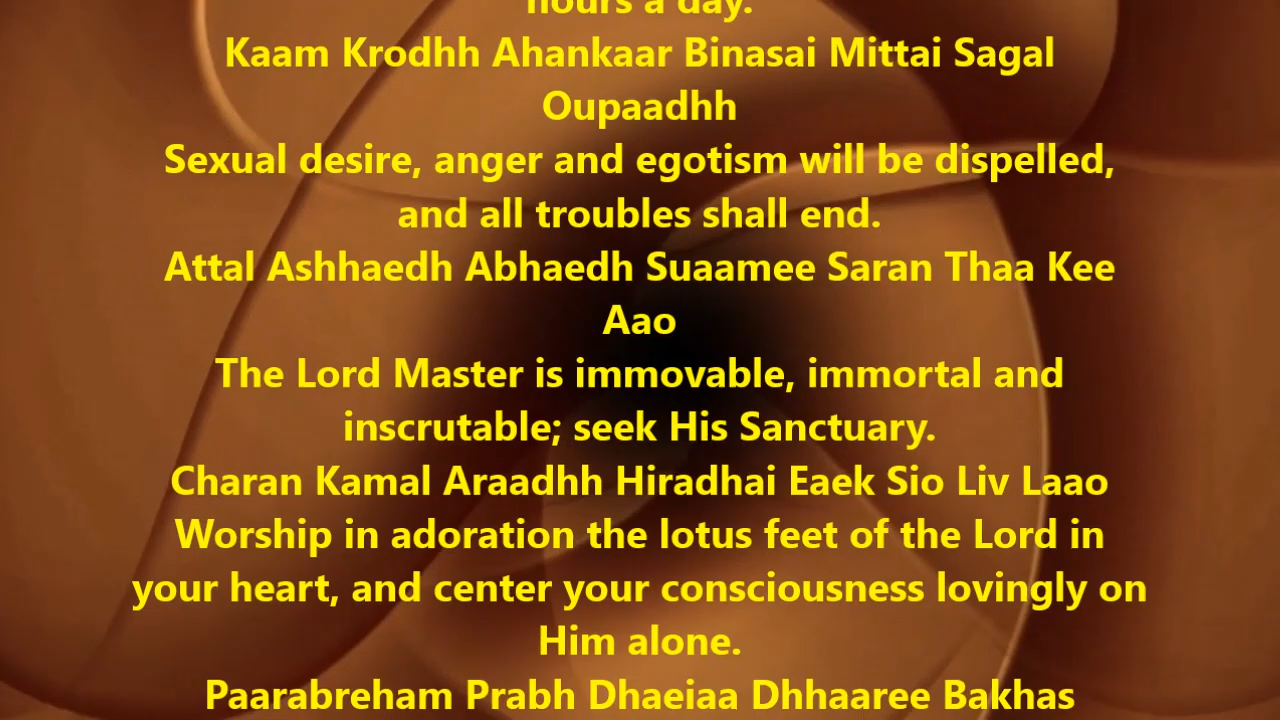 hours a day.
Kaam Krodhh Ahankaar Binasai Mittai Sagal
Oupaadhh
Sexual desire, anger and egotism will be dispelled,
and all troubles shall end.
Attal Ashhaedh Abhaedh Suaamee Saran Thaa Kee
Aao
The Lord Master is immovable, immortal and
inscrutable; seek His Sanctuary.
Charan Kamal Araadhh Hiradhai Eaek Sio Liv Laao
Worship in adoration the lotus feet of the Lord in
your heart, and center your consciousness lovingly on
Him alone.
Paarabreham Prabh Dhaeiaa Dhhaaree Bakhas